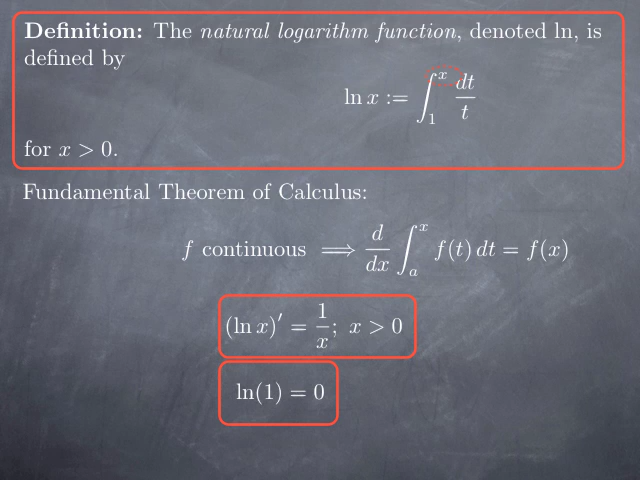 Definition: The natural logarithm function, denoted ln, is
defined by
ln x := ∫₁ˣ dt/t
for x > 0.
Fundamental Theorem of Calculus:
f continuous ⟹ d/dx ∫ₐˣ f(t) dt = f(x)
(ln x)′ = 1/x; x > 0
ln(1) = 0